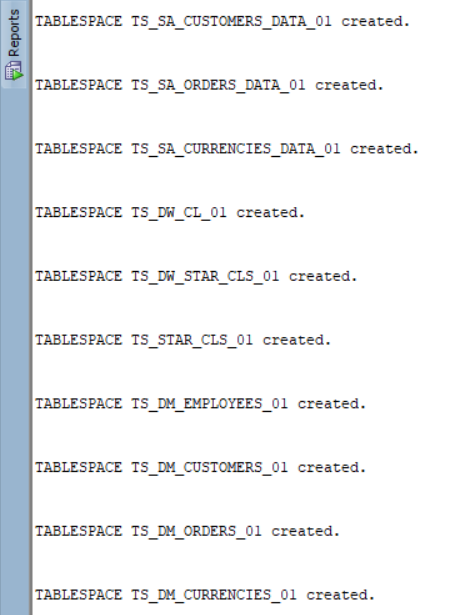 Reports
TABLESPACE TS_SA_CUSTOMERS_DATA_01 created.
TABLESPACE TS_SA_ORDERS_DATA_01 created.
TABLESPACE TS_SA_CURRENCIES_DATA_01 created.
TABLESPACE TS_DW_CL_01 created.
TABLESPACE TS_DW_STAR_CLS_01 created.
TABLESPACE TS_STAR_CLS_01 created.
TABLESPACE TS_DM_EMPLOYEES_01 created.
TABLESPACE TS_DM_CUSTOMERS_01 created.
TABLESPACE TS_DM_ORDERS_01 created.
TABLESPACE TS_DM_CURRENCIES_01 created.